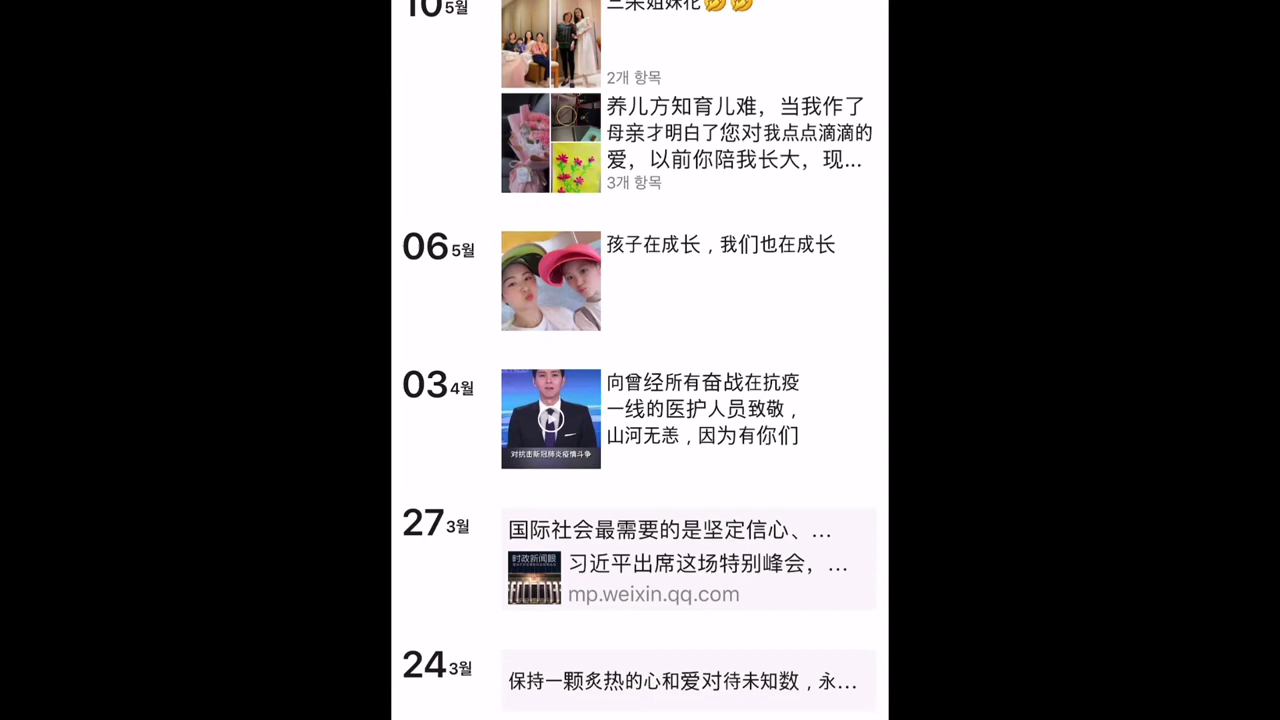 10 5월
三朵姐妹花🤣🤣
2개 항목
养儿方知育儿难，当我作了
母亲才明白了您对我点点滴滴的
爱，以前你陪我长大，现...
3개 항목
06 5월
孩子在成长，我们也在成长
03 4월
向曾经所有奋战在抗疫
一线的医护人员致敬，
山河无恙，因为有你们
对抗击新冠肺炎疫情斗争
27 3월
国际社会最需要的是坚定信心、...
时政新闻眼
习近平出席这场特别峰会，...
mp.weixin.qq.com
24 3월
保持一颗炙热的心和爱对待未知数，永...